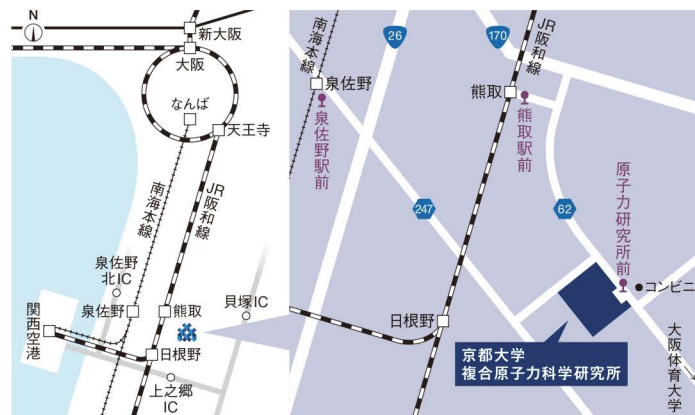 N
新大阪
大阪
なんば
天王寺
南海本線
JR阪和線
泉佐野
北IC
泉佐野
熊取
貝塚IC
関西空港
日根野
上之郷
IC
南海本線
26
170
JR阪和線
泉佐野
泉佐野駅前
熊取
熊取駅前
原子力研究所前
247
62
コンビニ
日根野
京都大学
複合原子力科学研究所
大阪体育大学